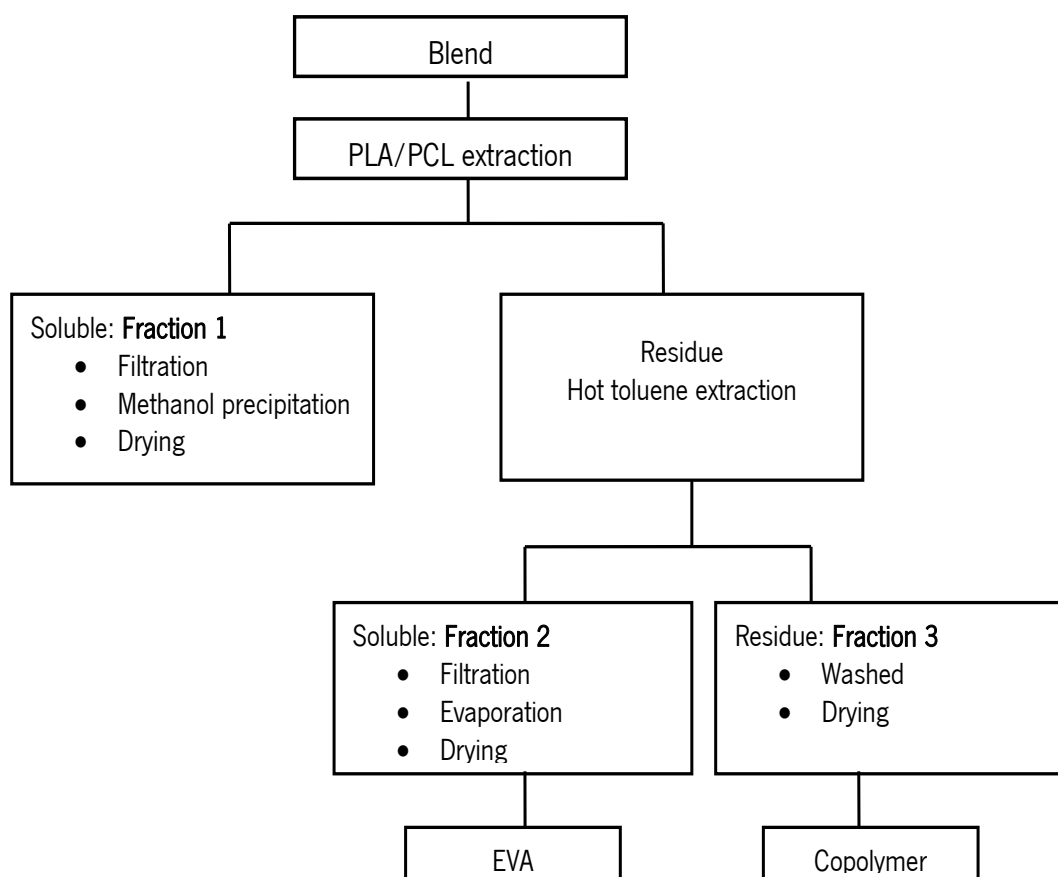 Blend
PLA/PCL extraction
Soluble: Fraction 1
• Filtration
• Methanol precipitation
• Drying
Residue
Hot toluene extraction
Soluble: Fraction 2
• Filtration
• Evaporation
• Drying
Residue: Fraction 3
• Washed
• Drying
EVA
Copolymer